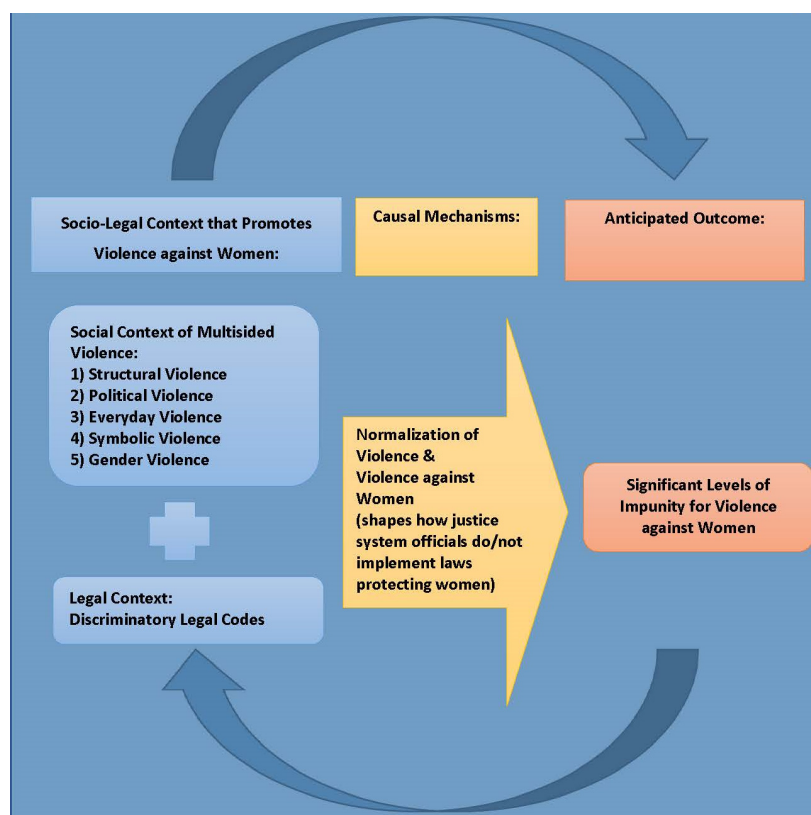 Socio-Legal Context that Promotes
Violence against Women:
Causal Mechanisms:
Anticipated Outcome:
Social Context of Multisided
Violence:
1) Structural Violence
2) Political Violence
3) Everyday Violence
4) Symbolic Violence
5) Gender Violence
Legal Context:
Discriminatory Legal Codes
Normalization of
Violence &
Violence against
Women
(shapes how justice
system officials do/not
implement laws
protecting women)
Significant Levels of
Impunity for Violence
against Women